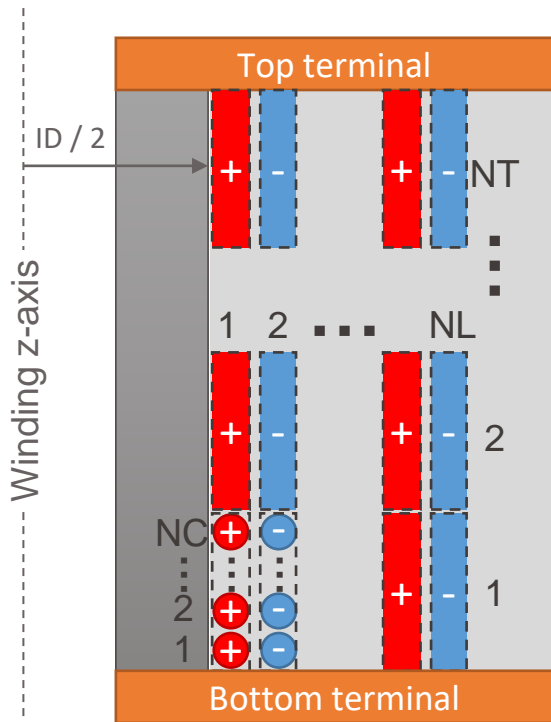 Top terminal
ID / 2
Winding z-axis
+ - + - NT
1 2 ... NL
+ - + - 2
NC + -
2 + -
+ - 1
1 + -
Bottom terminal